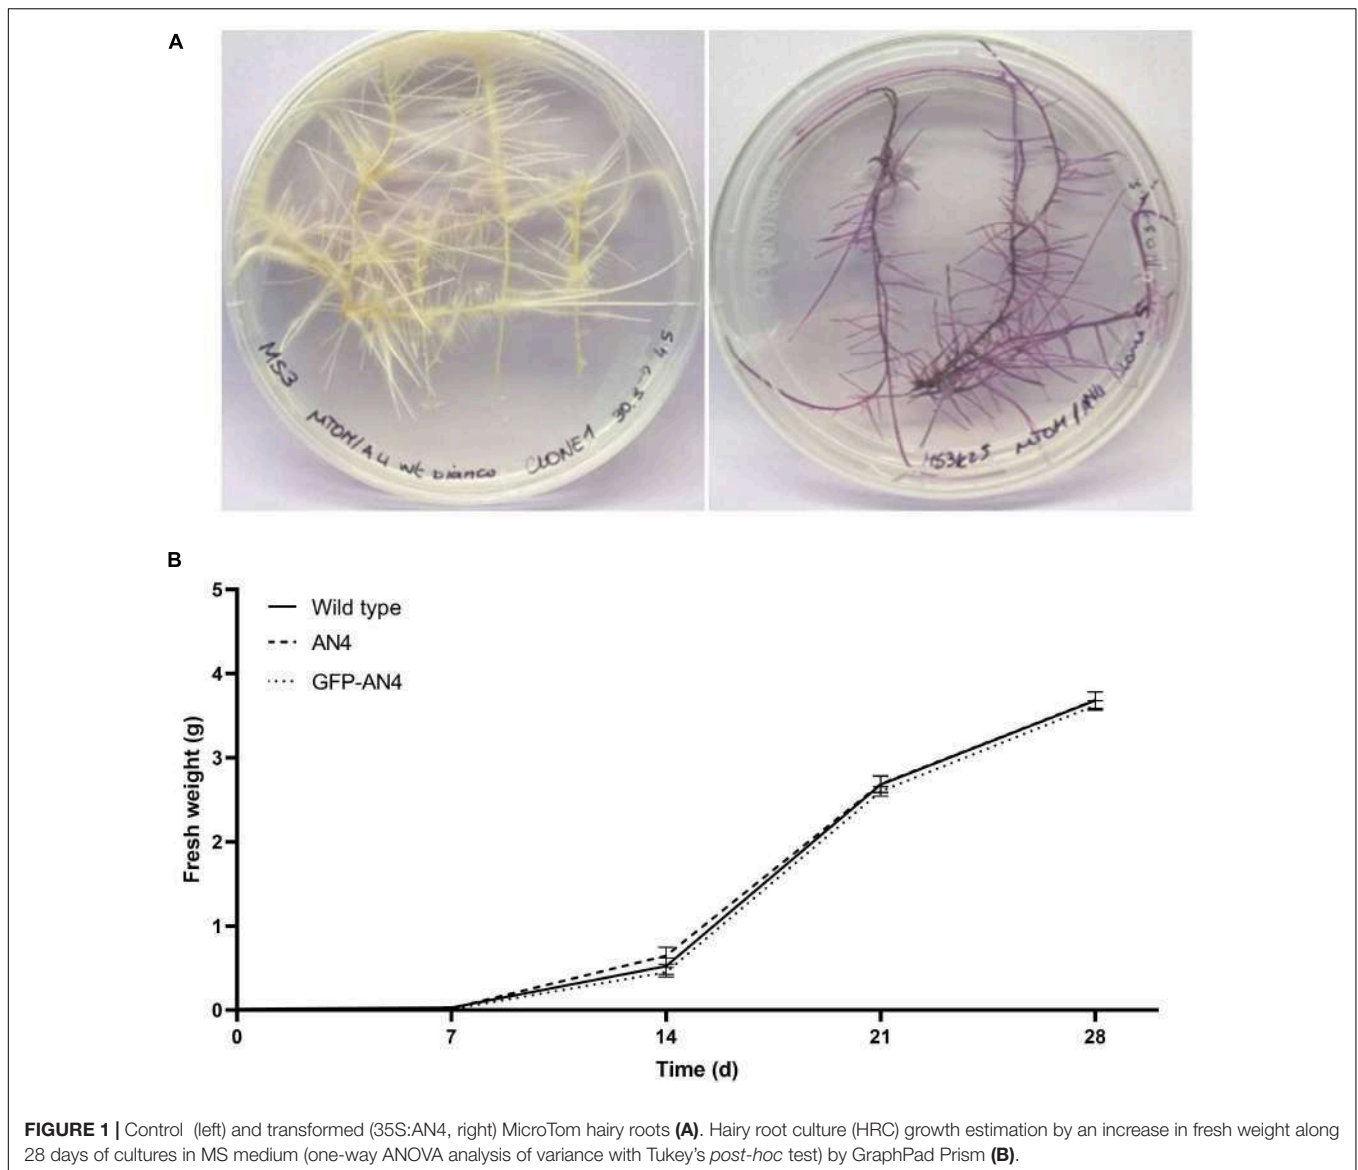 A
MS3
MTOM/A4 wt bianco CLONE1 30.5-> 4.5
MS3k25 MTOM/AN4 clone 5
B
5
4
3
2
1
0
Wild type
AN4
GFP-AN4
Fresh weight (g)
0 7 14 21 28
Time (d)
FIGURE 1 | Control (left) and transformed (35S:AN4, right) MicroTom hairy roots (A). Hairy root culture (HRC) growth estimation by an increase in fresh weight along
28 days of cultures in MS medium (one-way ANOVA analysis of variance with Tukey's post-hoc test) by GraphPad Prism (B).